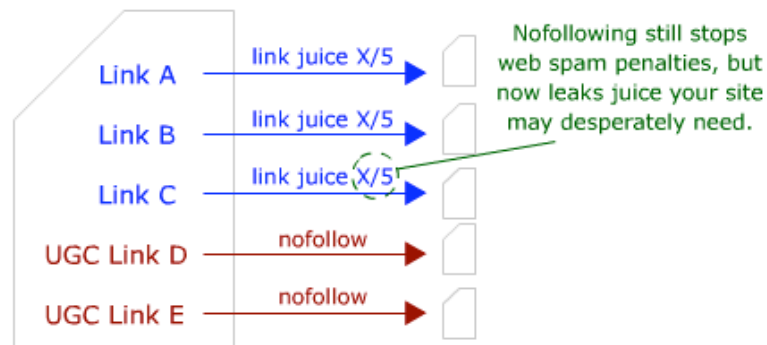 Link A
link juice X/5
Link B
link juice X/5
Link C
link juice X/5
UGC Link D
nofollow
UGC Link E
nofollow
Nofollowing still stops
web spam penalties, but
now leaks juice your site
may desperately need.